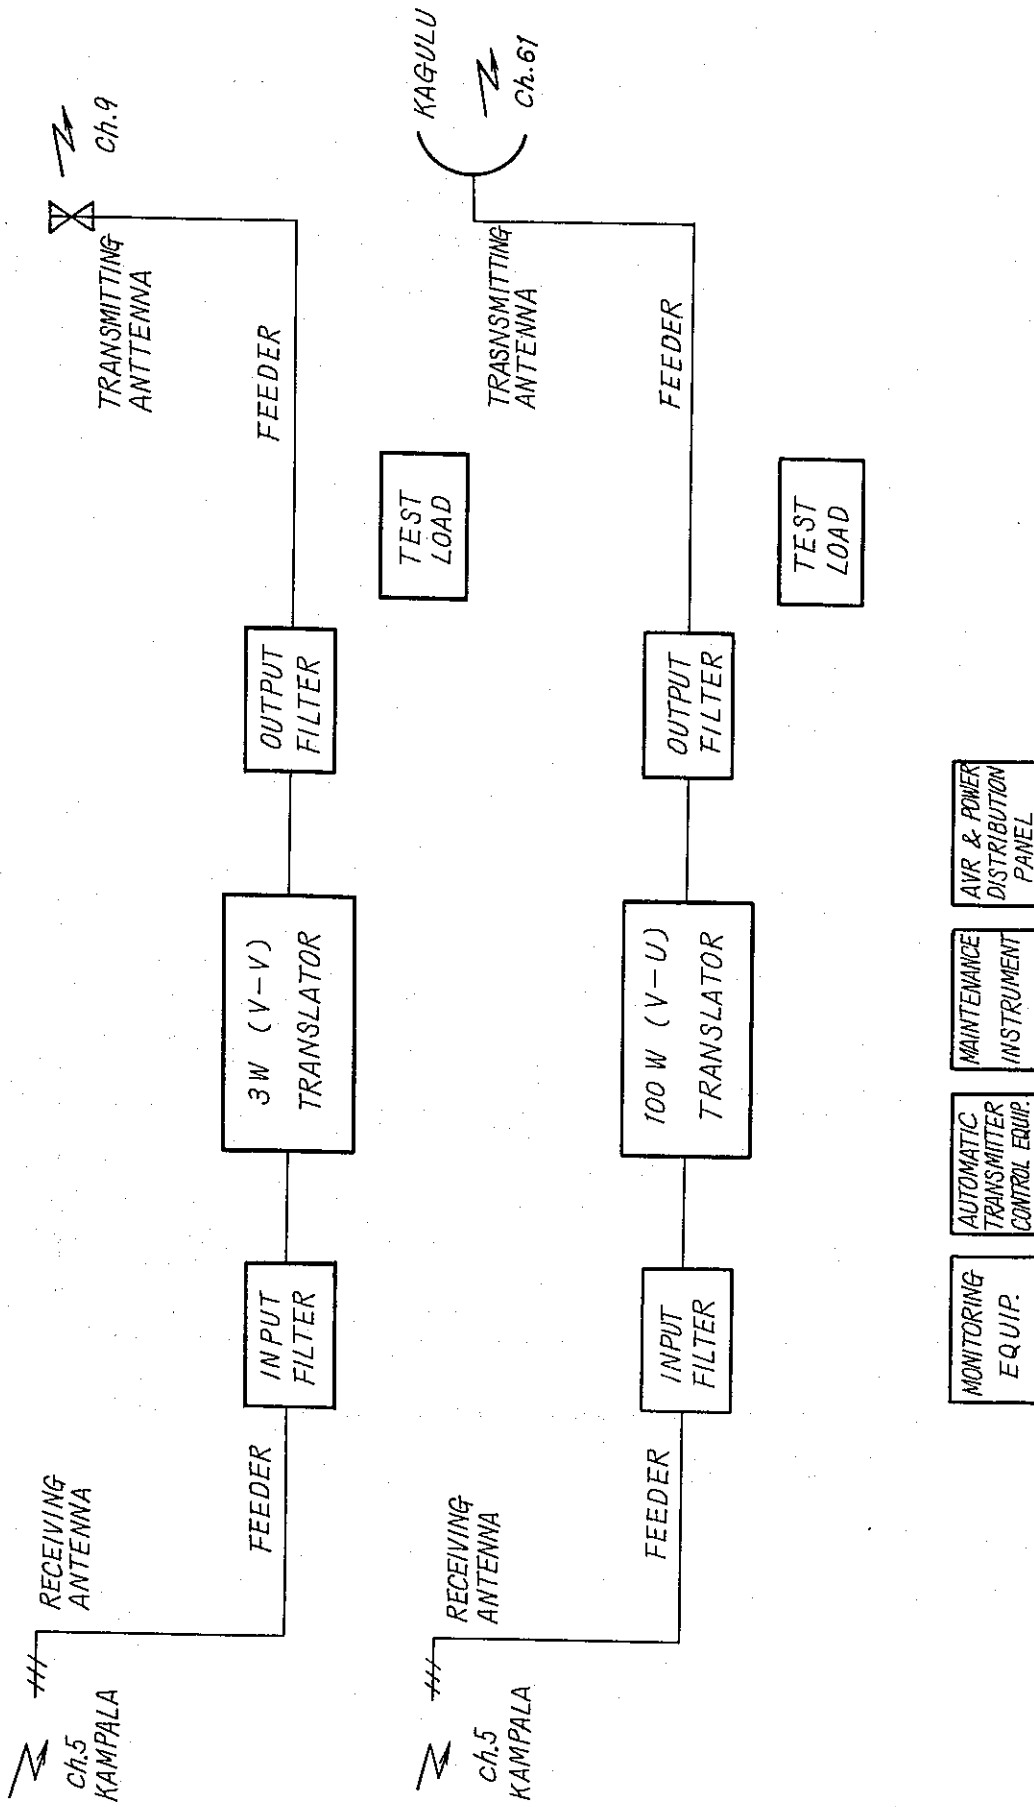 Ch.5
KAMPALA
RECEIVING
ANTENNA
FEEDER
INPUT
FILTER
3W (V-V)
TRANSLATOR
OUTPUT
FILTER
FEEDER
TRANSMITTING
ANTTENNA
Ch.9
TEST
LOAD
Ch.5
KAMPALA
RECEIVING
ANTENNA
FEEDER
INPUT
FILTER
100W (V-U)
TRANSLATOR
OUTPUT
FILTER
FEEDER
TRASNSMITTING
ANTENNA
KAGULU
Ch.61
TEST
LOAD
MONITORING
EQUIP.
AUTOMATIC
TRANSMITTER
CONTROL EQUIP.
MAINTENANCE
INSTRUMENT
AVR & POWER
DISTRIBUTION
PANEL